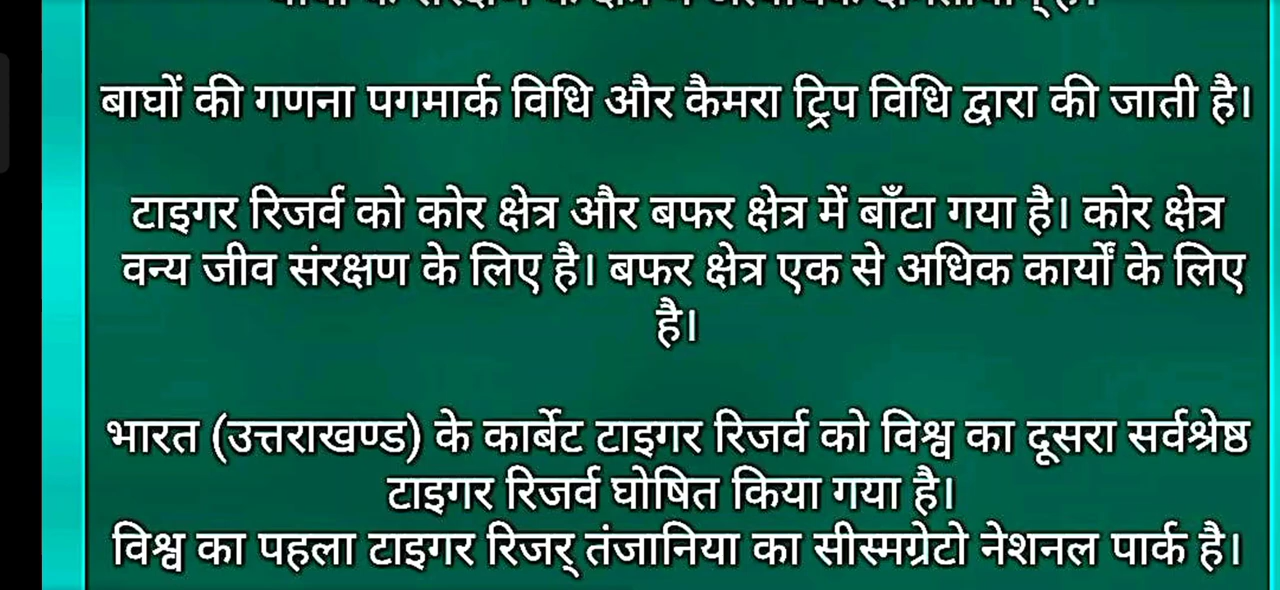 बाघों की गणना पगमार्क विधि और कैमरा ट्रिप विधि द्वारा की जाती है।
टाइगर रिजर्व को कोर क्षेत्र और बफर क्षेत्र में बाँटा गया है। कोर क्षेत्र
वन्य जीव संरक्षण के लिए है। बफर क्षेत्र एक से अधिक कार्यों के लिए
है।
भारत (उत्तराखण्ड) के कार्बेट टाइगर रिजर्व को विश्व का दूसरा सर्वश्रेष्ठ
टाइगर रिजर्व घोषित किया गया है।
विश्व का पहला टाइगर रिजर् तंजानिया का सीस्मग्रेटो नेशनल पार्क है।